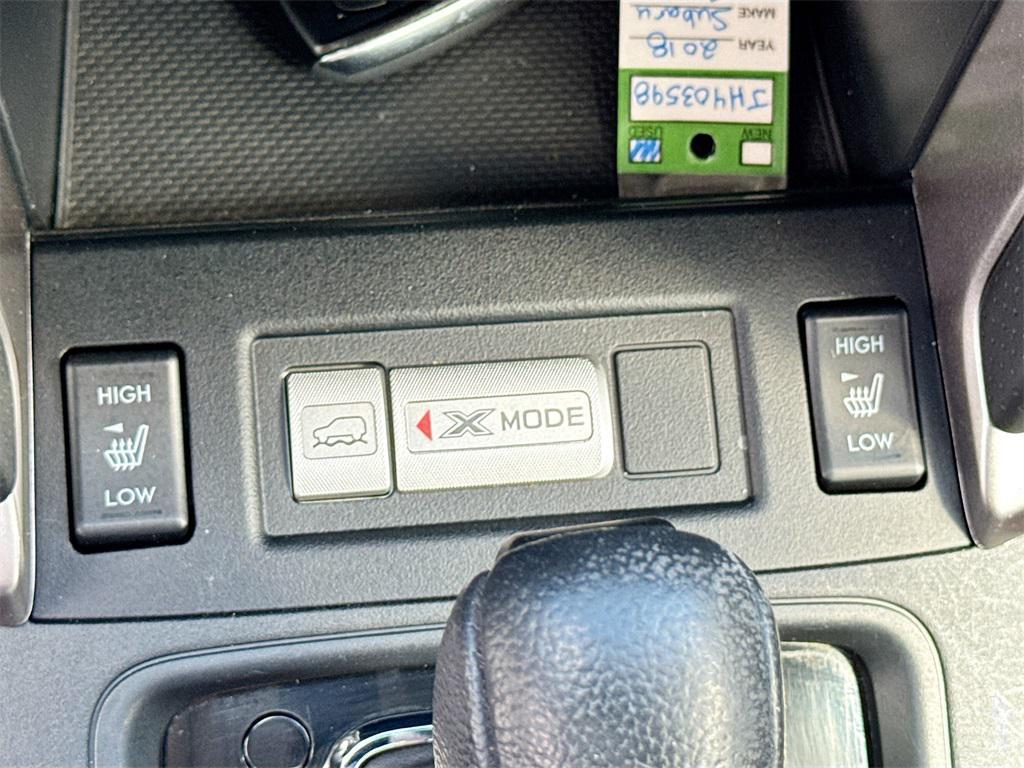 MAKE Subaru
YEAR 2018
JH403598
NEW USED
HIGH
LOW
X MODE
HIGH
LOW